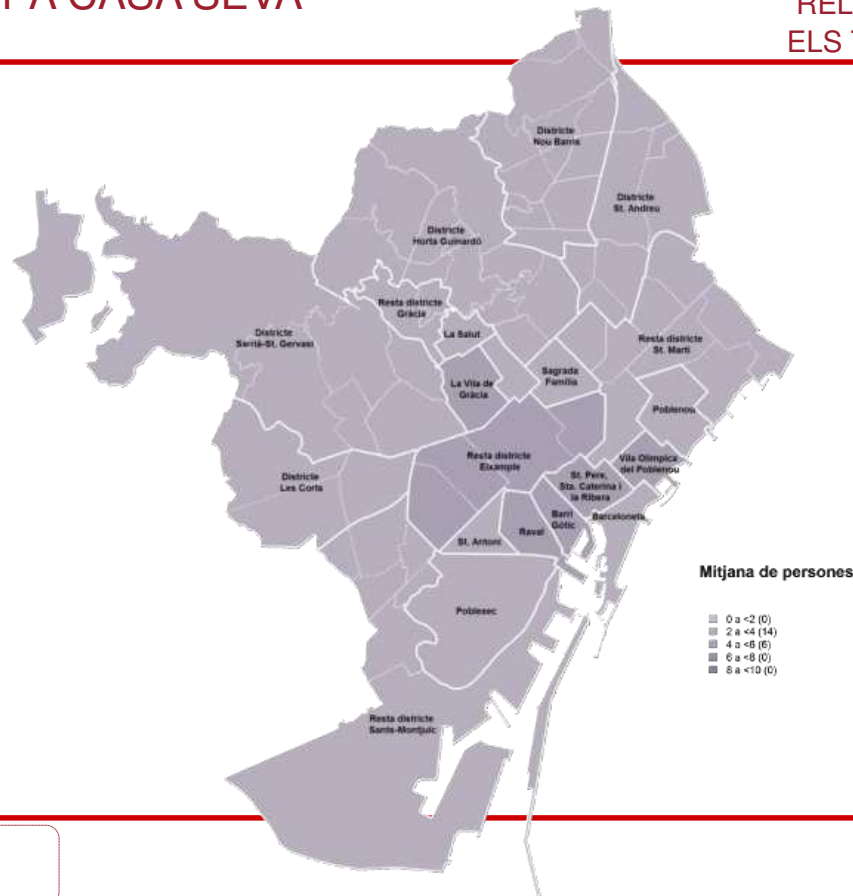 A CASA SEVA
ELS
Districte
Nou Barris
Districte
St. Andreu
Districte
Horta Guinardó
Resta districte
Gràcia
La Salut
Districte
Sarrià-St. Gervasi
Resta districte
St. Martí
Sagrada
Família
La Vila de
Gràcia
Poblenou
Resta districte
Eixample
Vila Olímpica
del Poblenou
Districte
Les Corts
St. Pere,
Sta. Caterina i
la Ribera
Barri
Gòtic
Barceloneta
Raval
St. Antoni
Mitjana de persones
0 a <2 (0)
2 a <4 (14)
4 a <6 (6)
6 a <8 (0)
8 a <10 (0)
Poblesec
Resta districte
Sants-Montjuïc